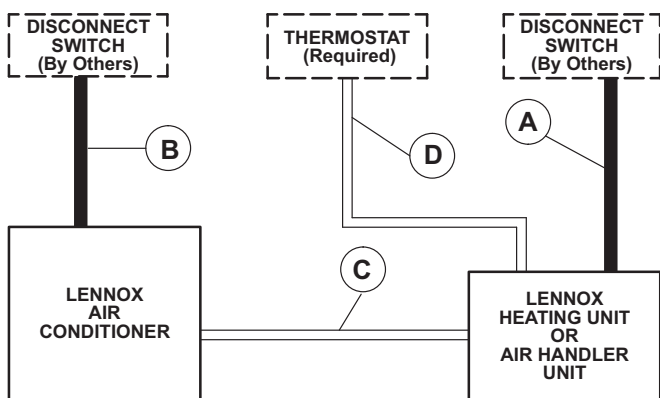 DISCONNECT
SWITCH
(By Others)
THERMOSTAT
(Required)
DISCONNECT
SWITCH
(By Others)
A
B
D
C
LENNOX
AIR
CONDITIONER
LENNOX
HEATING UNIT
OR
AIR HANDLER
UNIT